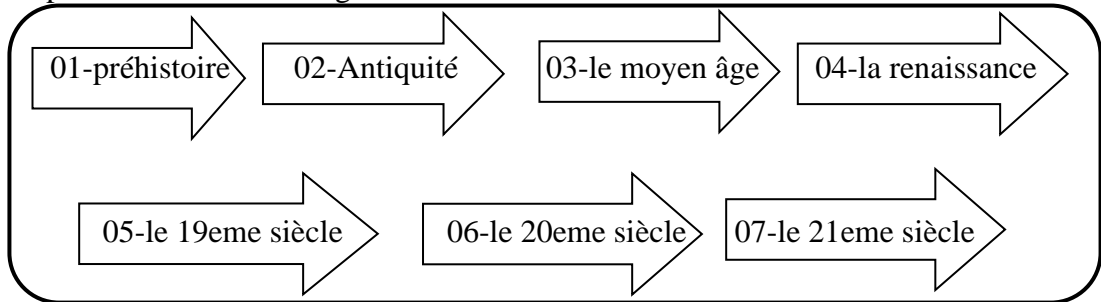 01-préhistoire
02-Antiquité
03-le moyen âge
04-la renaissance
05-le 19eme siècle
06-le 20eme siècle
07-le 21eme siècle